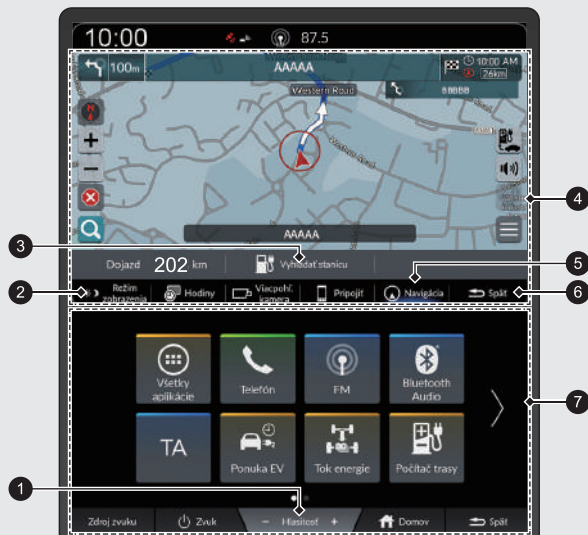 10:00
87.5
100m
AAAAA
10:00 AM
26km
BBBBB
Western Road
Western Road
AAAAA
Dojazd 202 km
Vyhľadať stanicu
Režim zobrazenia
Hodiny
Viacpohľ. kamera
Pripojiť
Navigácia
Späť
3
4
5
2
6
Všetky aplikácie
Telefón
FM
Bluetooth Audio
TA
Ponuka EV
Tok energie
Počítač trasy
7
1
Zdroj zvuku
Zvuk
− Hlasitosť +
Domov
Späť